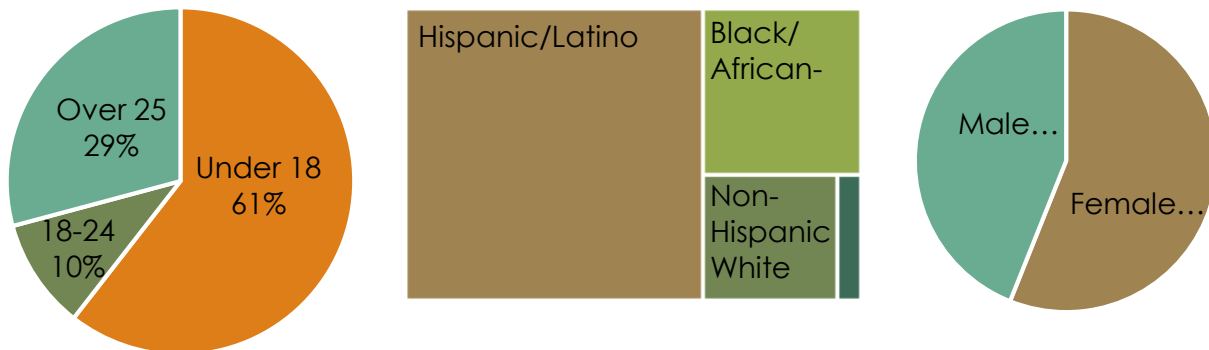 Over 25
29%
Under 18
61%
18-24
10%
Hispanic/Latino
Black/
African-
Non-
Hispanic
White
Male…
Female…